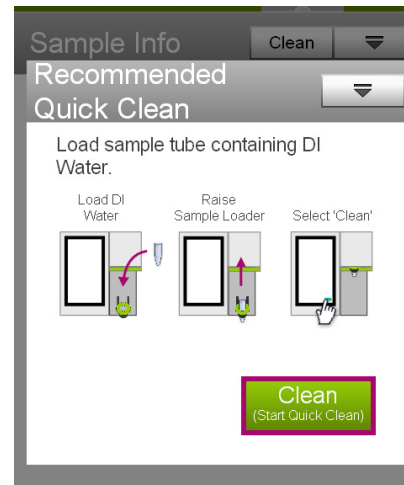 Sample Info
Clean
Recommended
Quick Clean
Load sample tube containing DI
Water.
Load DI
Water
Raise
Sample Loader
Select 'Clean'
Clean
(Start Quick Clean)